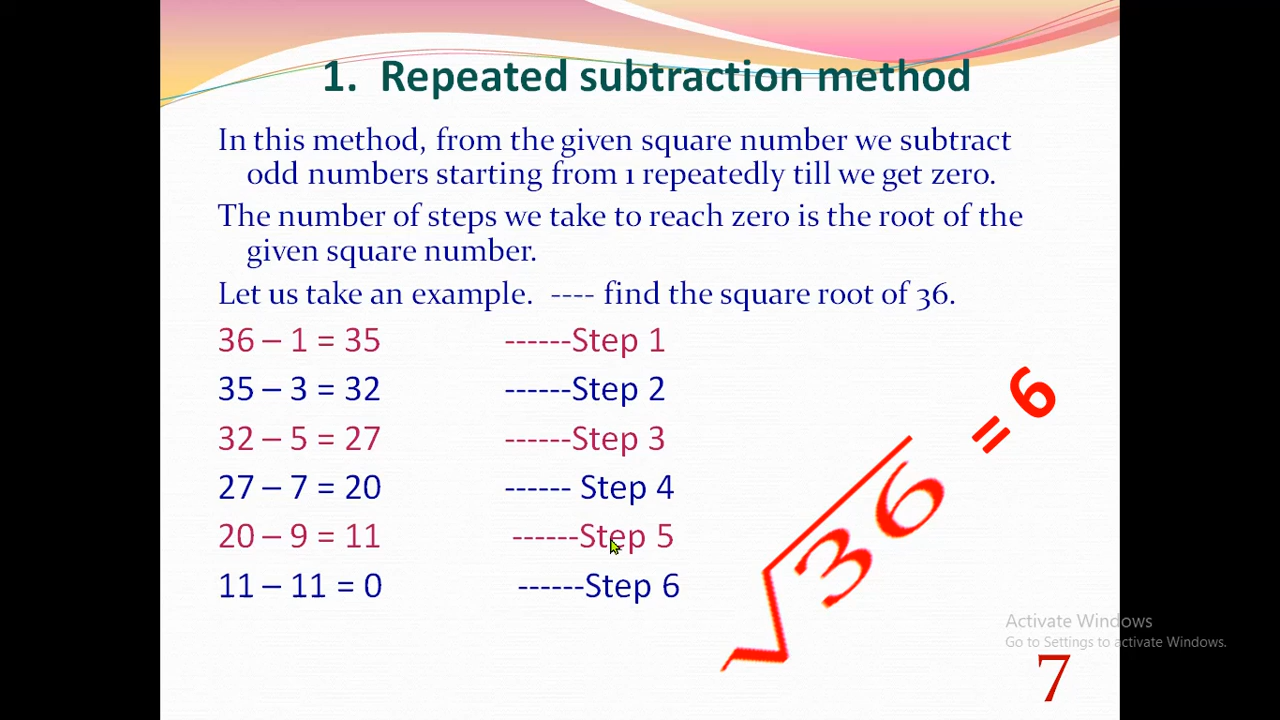 1. Repeated subtraction method
In this method, from the given square number we subtract
odd numbers starting from 1 repeatedly till we get zero.
The number of steps we take to reach zero is the root of the
given square number.
Let us take an example. ---- find the square root of 36.
36 – 1 = 35 ------Step 1
35 – 3 = 32 ------Step 2
32 – 5 = 27 ------Step 3
27 – 7 = 20 ------ Step 4
20 – 9 = 11 ------Step 5
11 – 11 = 0 ------Step 6
√36 = 6
Activate Windows
Go to Settings to activate Windows.
7